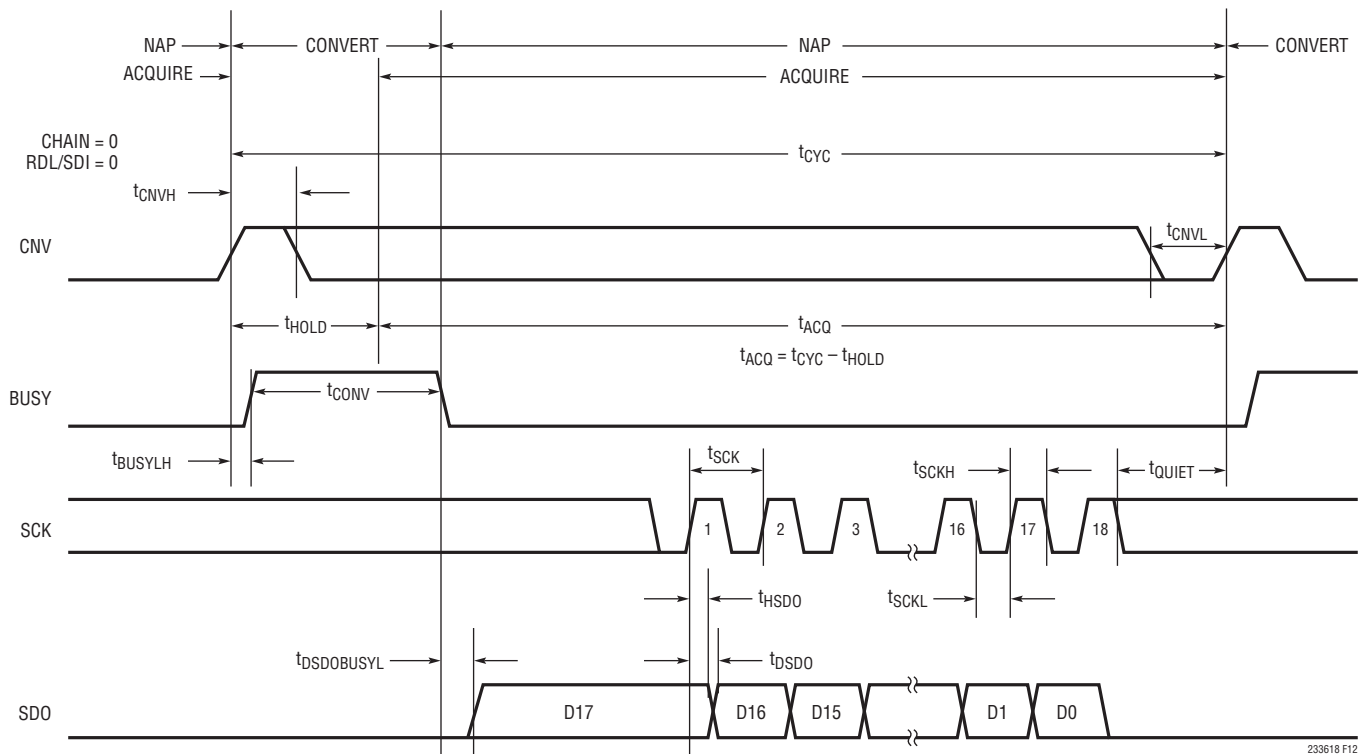 NAP CONVERT NAP CONVERT
ACQUIRE ACQUIRE
CHAIN = 0
RDL/SDI = 0
tCYC
tCNVH
CNV
tCNVL
tHOLD tACQ
tACQ = tCYC – tHOLD
BUSY
tCONV
tBUSYLH
tSCK tSCKH tQUIET
SCK
1 2 3 16 17 18
tHSDO tSCKL
tDSDOBUSYL tDSDO
SDO
D17 D16 D15 D1 D0
233618 F12